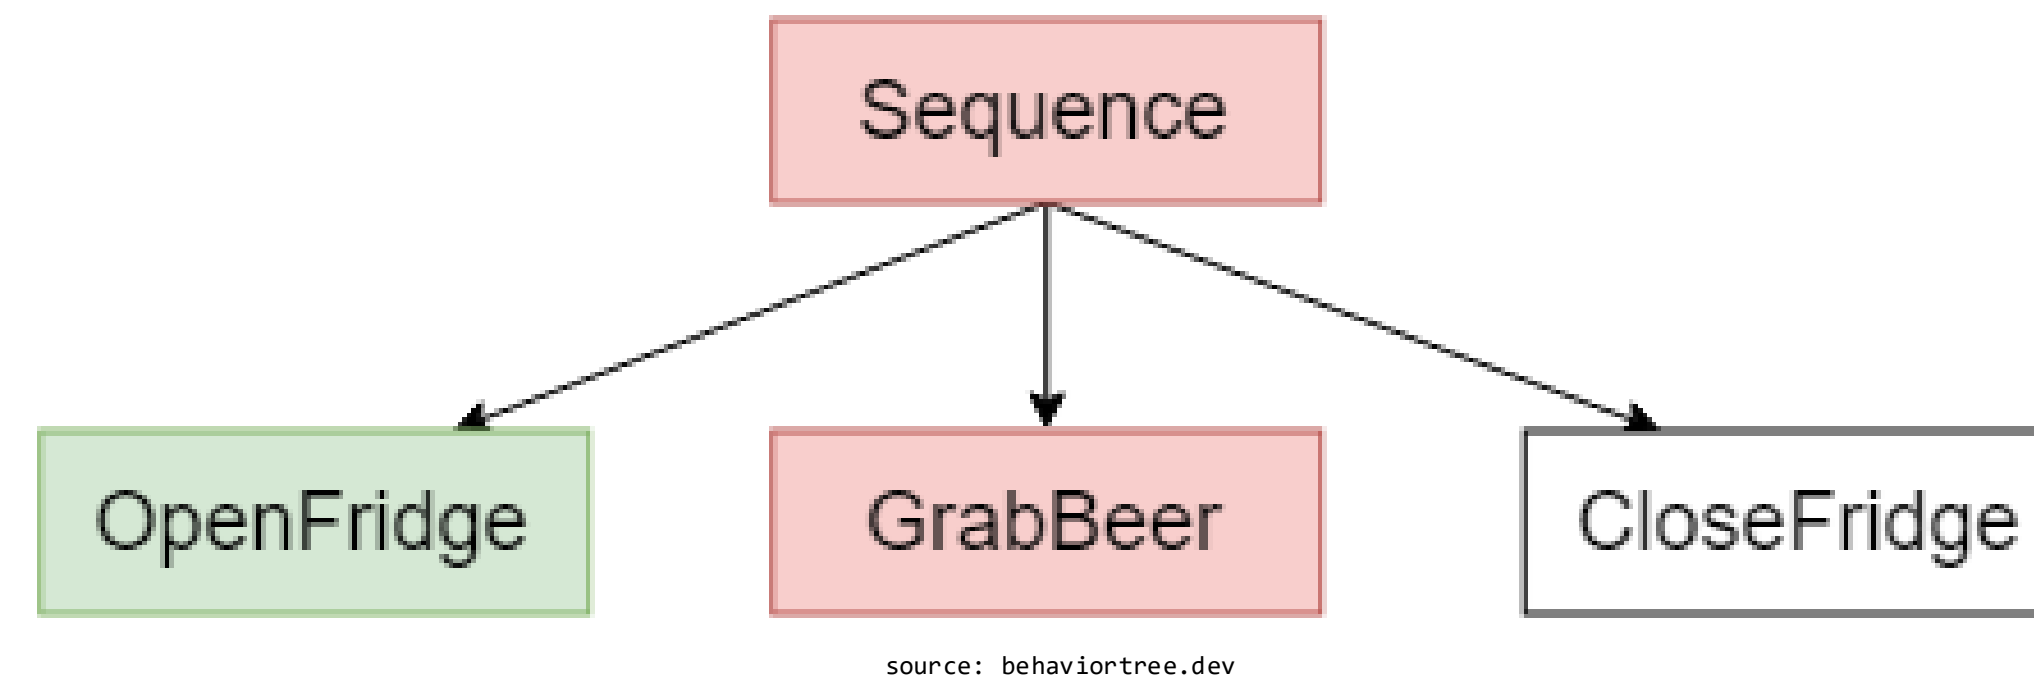 Sequence
OpenFridge
GrabBeer
CloseFridge
source: behaviortree.dev